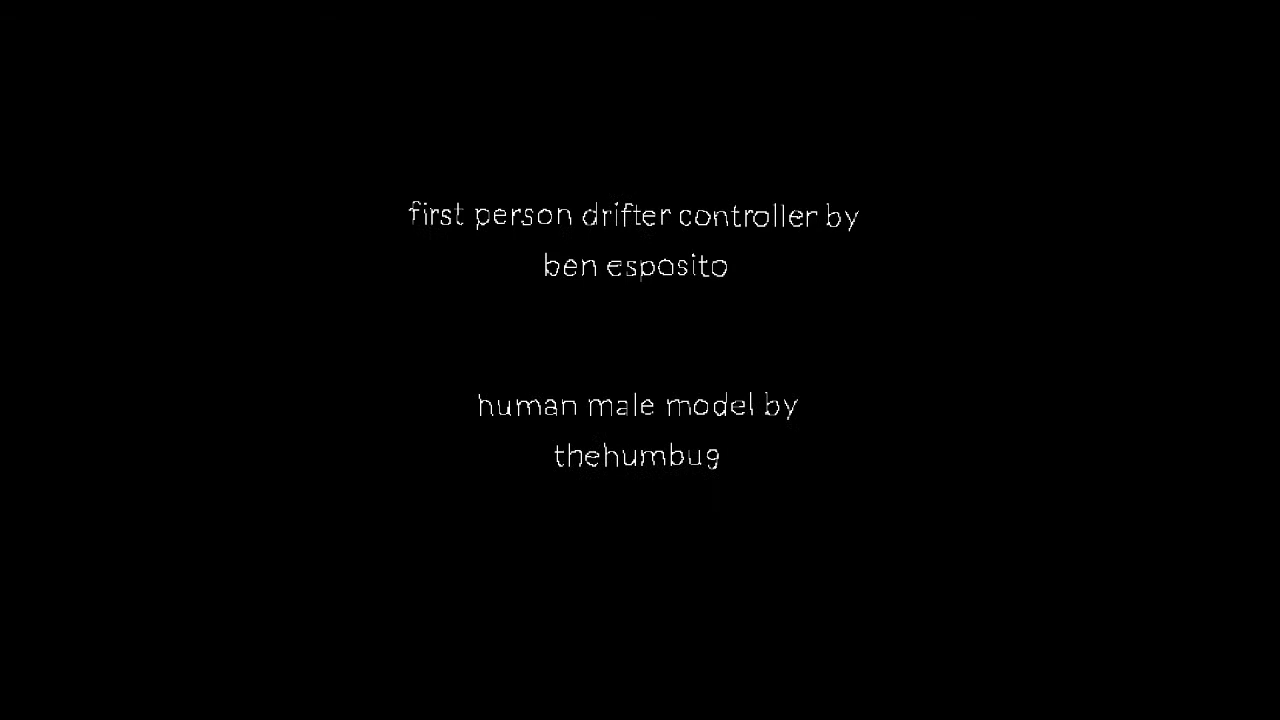 first person drifter controller by
ben esposito
human male model by
thehumbug